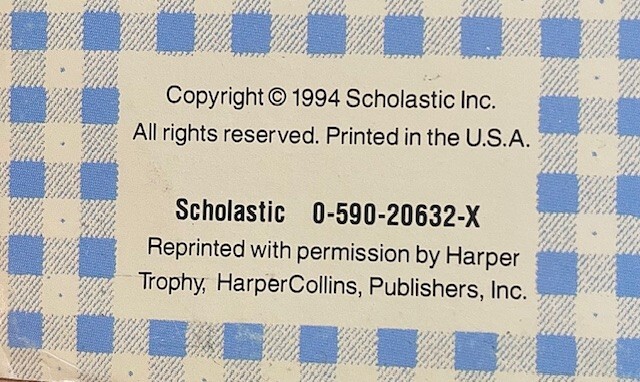 Copyright © 1994 Scholastic Inc.
All rights reserved. Printed in the U.S.A.
Scholastic 0-590-20632-X
Reprinted with permission by Harper
Trophy, HarperCollins, Publishers, Inc.